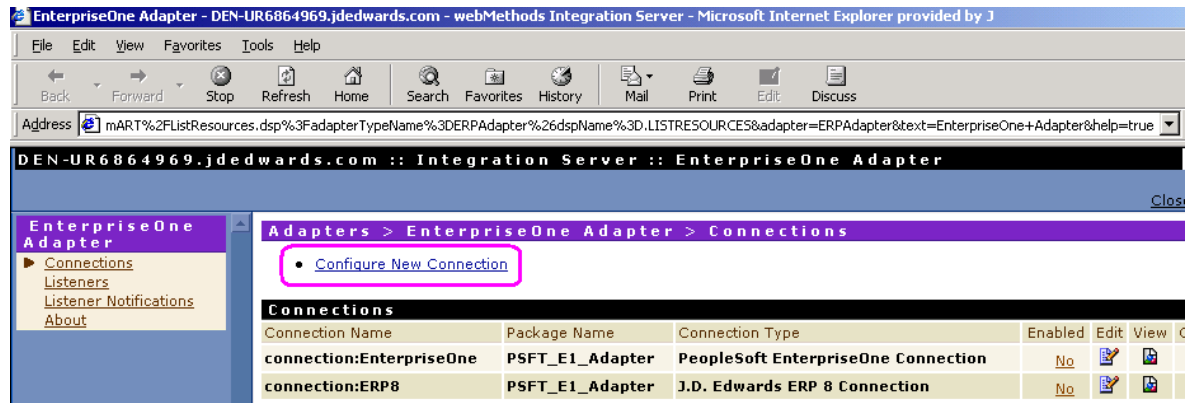 EnterpriseOne Adapter - DEN-UR6864969.jdedwards.com - webMethods Integration Server - Microsoft Internet Explorer provided by J
File Edit View Favorites Tools Help
Back Forward Stop Refresh Home Search Favorites History Mail Print Edit Discuss
Address mART%2FListResources.dsp%3FadapterTypeName%3DERPAdapter%26dspName%3D.LISTRESOURCES&adapter=ERPAdapter&text=EnterpriseOne+Adapter&help=true
DEN-UR6864969.jdedwards.com :: Integration Server :: EnterpriseOne Adapter
Close
EnterpriseOne
Adapter
Connections
Listeners
Listener Notifications
About
Adapters > EnterpriseOne Adapter > Connections
Configure New Connection
Connections
Connection Name Package Name Connection Type Enabled Edit View C
connection:EnterpriseOne PSFT_E1_Adapter PeopleSoft EnterpriseOne Connection No
connection:ERP8 PSFT_E1_Adapter J.D. Edwards ERP 8 Connection No